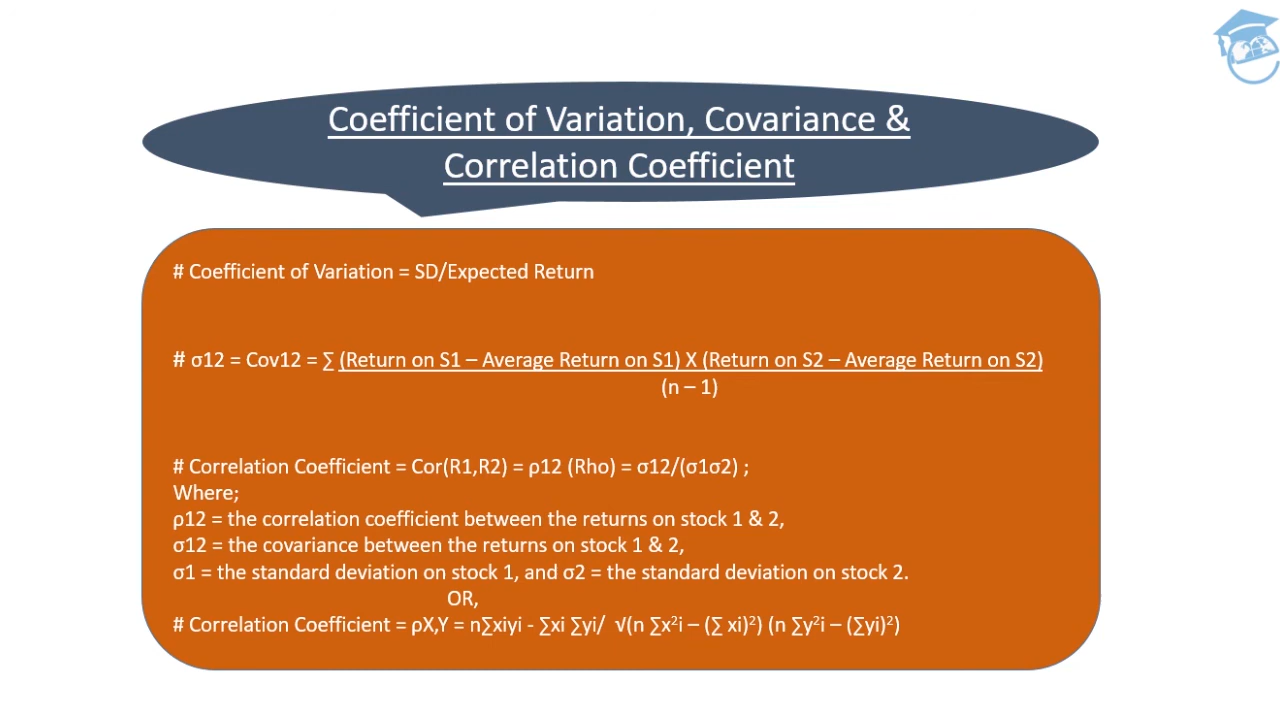 Coefficient of Variation, Covariance &
Correlation Coefficient
# Coefficient of Variation = SD/Expected Return
# σ12 = Cov12 = ∑ (Return on S1 – Average Return on S1) X (Return on S2 – Average Return on S2)
(n – 1)
# Correlation Coefficient = Cor(R1,R2) = ρ12 (Rho) = σ12/(σ1σ2) ;
Where;
ρ12 = the correlation coefficient between the returns on stock 1 & 2,
σ12 = the covariance between the returns on stock 1 & 2,
σ1 = the standard deviation on stock 1, and σ2 = the standard deviation on stock 2.
OR,
# Correlation Coefficient = ρX,Y = n∑xiyi - ∑xi ∑yi/ √(n ∑x²i – (∑ xi)²) (n ∑y²i – (∑yi)²)